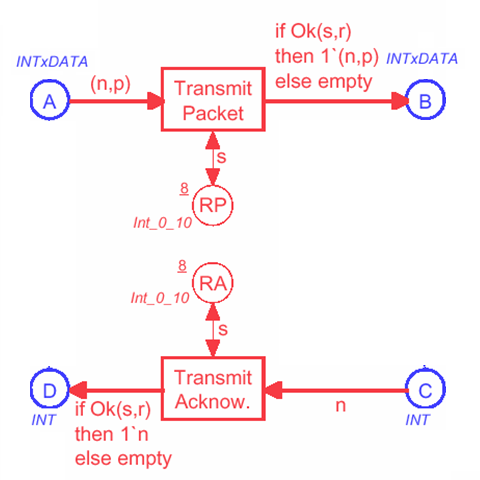 if Ok(s,r)
then 1`(n,p)
else empty
INTxDATA
INTxDATA
(n,p)
A
Transmit
Packet
B
s
8
RP
Int_0_10
8
RA
Int_0_10
s
D
Transmit
Acknow.
C
INT
if Ok(s,r)
then 1`n
else empty
n
INT